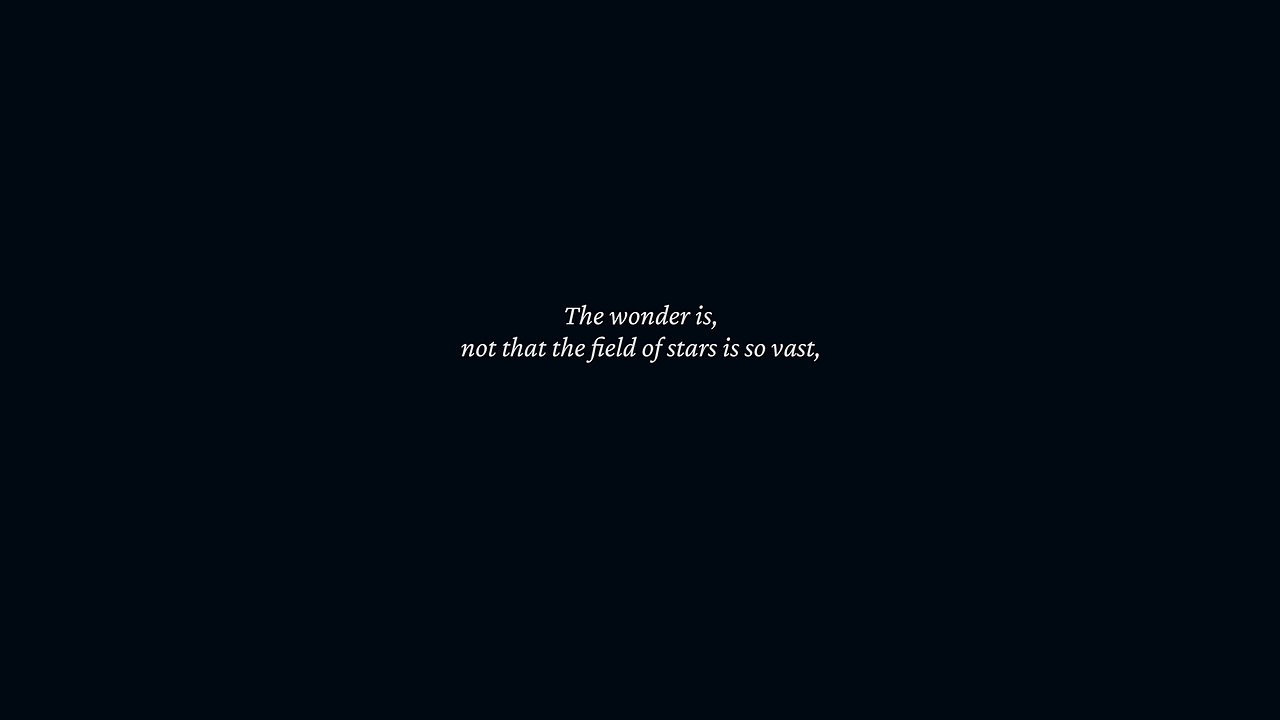 The wonder is,
not that the field of stars is so vast,